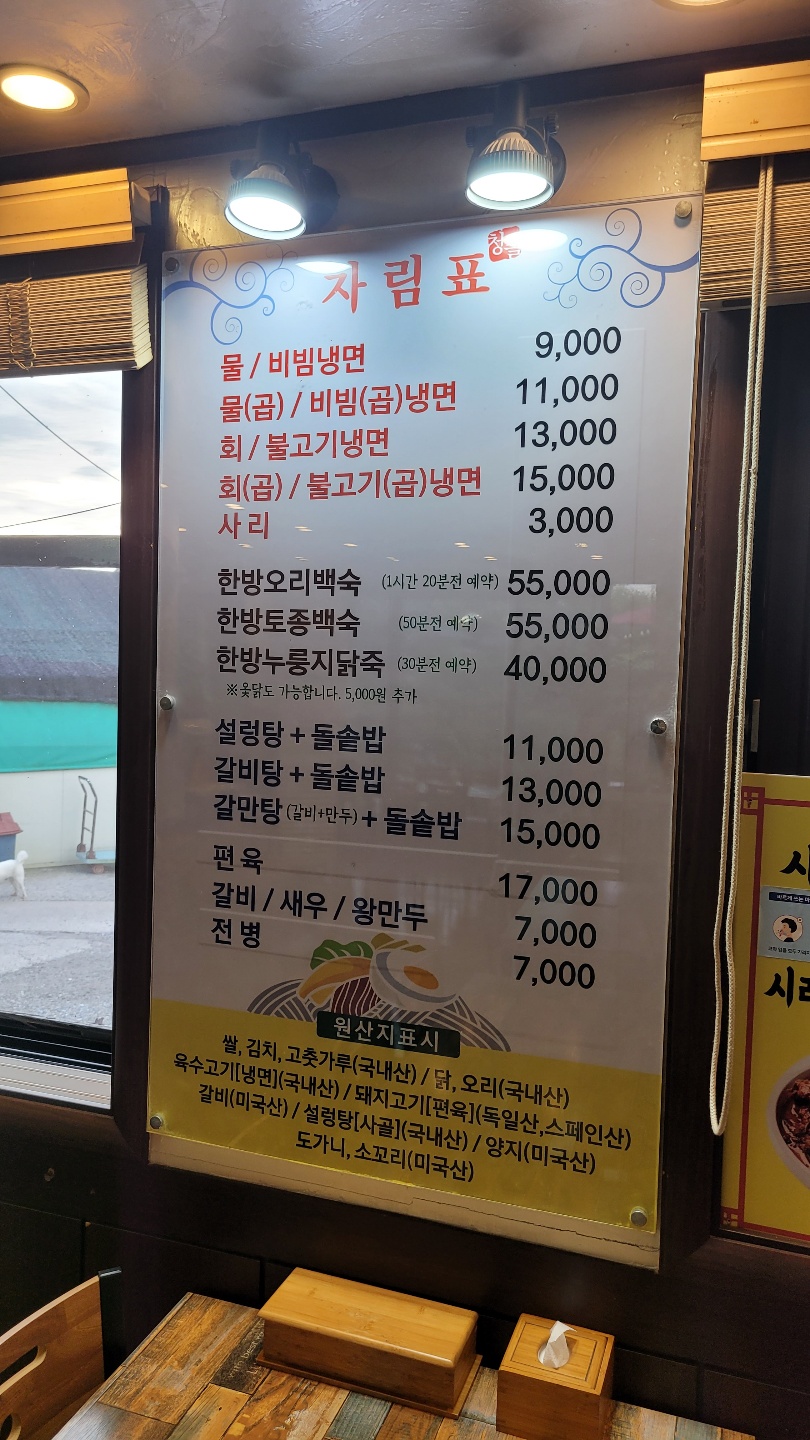 차림표
물 / 비빔냉면 9,000
물(곱) / 비빔(곱)냉면 11,000
회 / 불고기냉면 13,000
회(곱) / 불고기(곱)냉면 15,000
사리 3,000
한방오리백숙 (1시간 20분전 예약) 55,000
한방토종백숙 (50분전 예약) 55,000
한방누룽지닭죽 (30분전 예약) 40,000
※옻닭도 가능합니다. 5,000원 추가
설렁탕 + 돌솥밥 11,000
갈비탕 + 돌솥밥 13,000
갈만탕 (갈비+만두) + 돌솥밥 15,000
편육 17,000
갈비 / 새우 / 왕만두 7,000
전병 7,000
원산지표시
쌀, 김치, 고춧가루(국내산) / 닭, 오리(국내산)
육수고기[냉면](국내산) / 돼지고기[편육](독일산,스페인산)
갈비(미국산) / 설렁탕[사골](국내산) / 양지(미국산)
도가니, 소꼬리(미국산)